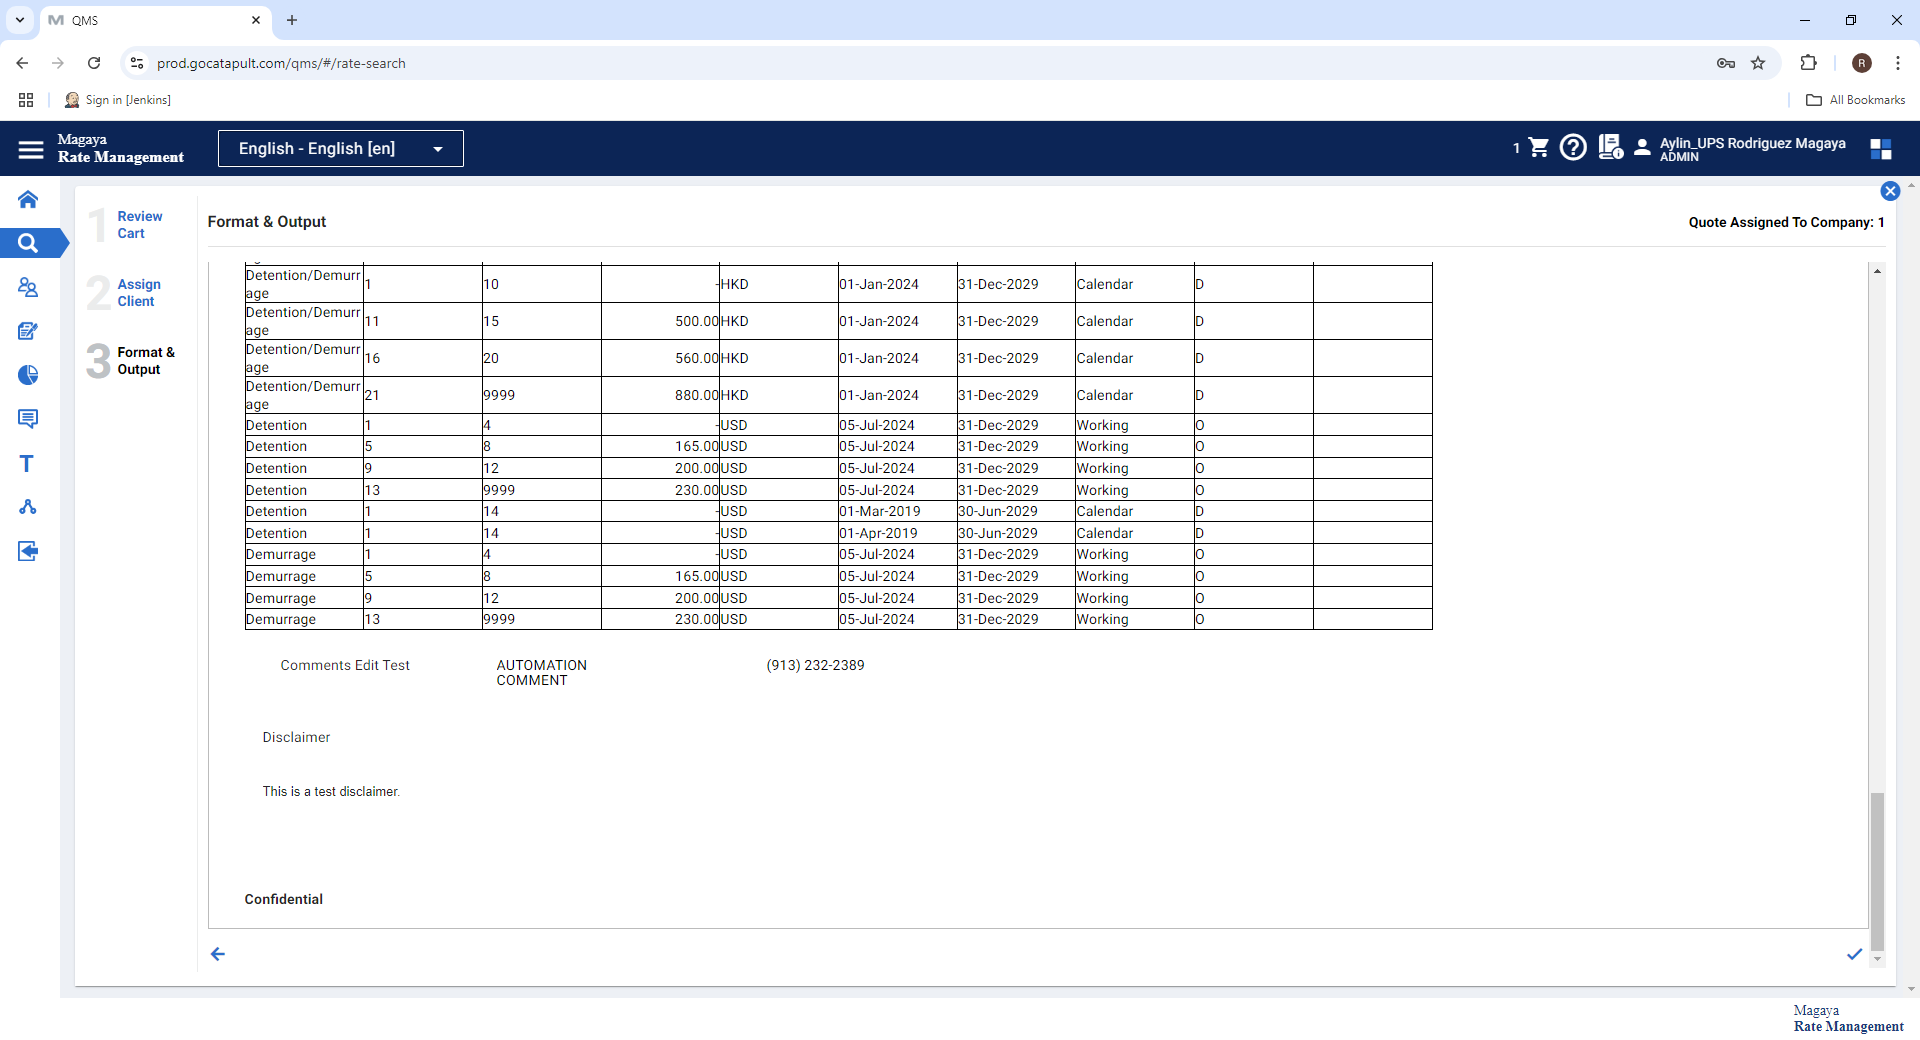 QMS
prod.gocatapult.com/qms/#/rate-search
R
Sign in [Jenkins]
All Bookmarks
Magaya
Rate Management
English - English [en]
1
Aylin_UPS Rodriguez Magaya
ADMIN
1 Review Cart
2 Assign Client
3 Format & Output
Format & Output
Quote Assigned To Company: 1
Detention/Demurrage 1 10 - HKD 01-Jan-2024 31-Dec-2029 Calendar D
Detention/Demurrage 11 15 500.00 HKD 01-Jan-2024 31-Dec-2029 Calendar D
Detention/Demurrage 16 20 560.00 HKD 01-Jan-2024 31-Dec-2029 Calendar D
Detention/Demurrage 21 9999 880.00 HKD 01-Jan-2024 31-Dec-2029 Calendar D
Detention 1 4 - USD 05-Jul-2024 31-Dec-2029 Working O
Detention 5 8 165.00 USD 05-Jul-2024 31-Dec-2029 Working O
Detention 9 12 200.00 USD 05-Jul-2024 31-Dec-2029 Working O
Detention 13 9999 230.00 USD 05-Jul-2024 31-Dec-2029 Working O
Detention 1 14 - USD 01-Mar-2019 30-Jun-2029 Calendar D
Detention 1 14 - USD 01-Apr-2019 30-Jun-2029 Calendar D
Demurrage 1 4 - USD 05-Jul-2024 31-Dec-2029 Working O
Demurrage 5 8 165.00 USD 05-Jul-2024 31-Dec-2029 Working O
Demurrage 9 12 200.00 USD 05-Jul-2024 31-Dec-2029 Working O
Demurrage 13 9999 230.00 USD 05-Jul-2024 31-Dec-2029 Working O
Comments Edit Test AUTOMATION (913) 232-2389
COMMENT
Disclaimer
This is a test disclaimer.
Confidential
Magaya
Rate Management